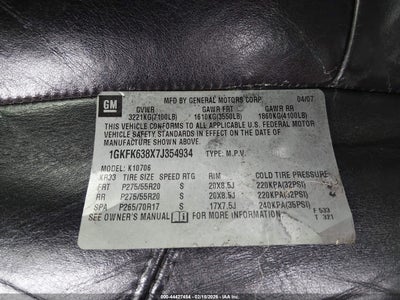 GM
MFD BY GENERAL MOTORS CORP 04/07
GVWR GAWR FRT GAWR RR
3221KG(7100LB) 1610KG(3550LB) 1860KG(4100LB)
THIS VEHICLE CONFORMS TO ALL APPLICABLE U.S. FEDERAL MOTOR
VEHICLE SAFETY STANDARDS IN EFFECT ON THE DATE OF
MANUFACTURE SHOWN ABOVE.
1GKFK638X7J354934 TYPE: M.P.V.
MODEL: K10706
XR33 TIRE SIZE SPEED RTG RIM COLD TIRE PRESSURE
FRT P275/55R20 S 20X8.5J 220KPA(32PSI)
RR P275/55R20 S 20X8.5J 220KPA(32PSI)
SPA P265/70R17 S 17X7.5J 240KPA(35PSI)
SEE OWNER'S MANUAL FOR MORE INFORMATION. F 533
T 321
000-44427484 - 02/18/2026 - IAA Inc.